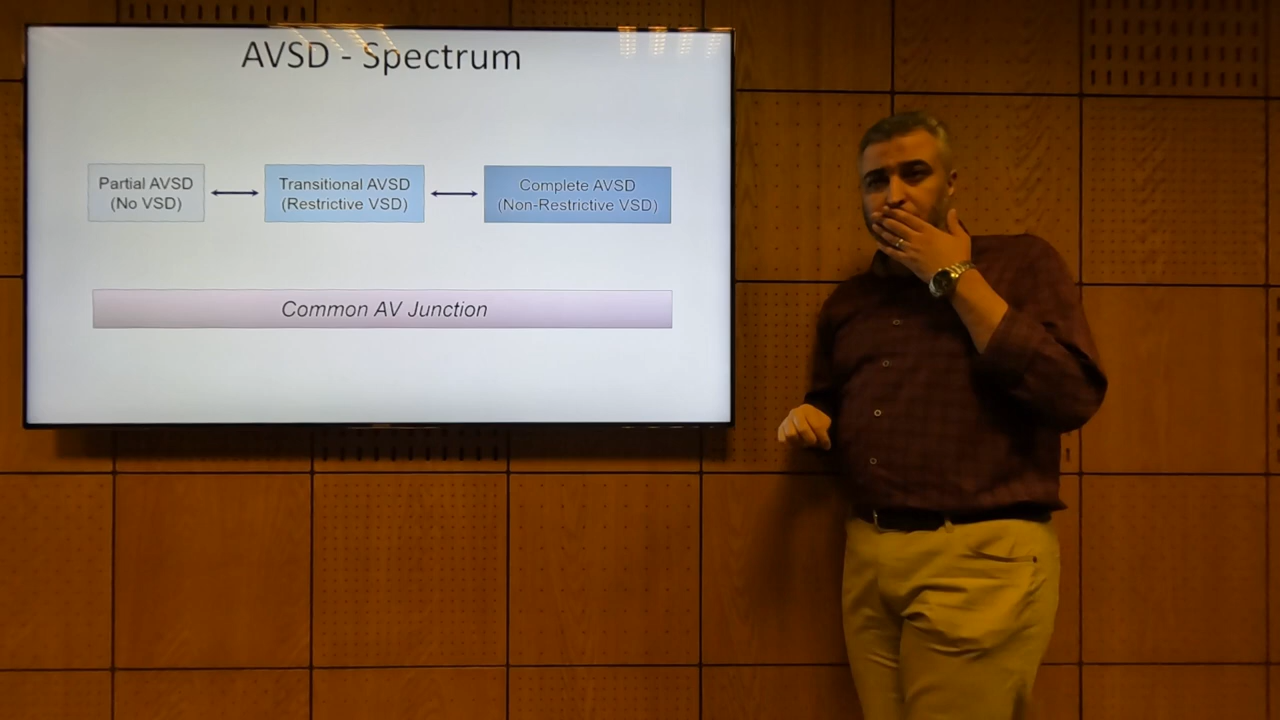 AVSD - Spectrum
Partial AVSD
(No VSD)
Transitional AVSD
(Restrictive VSD)
Complete AVSD
(Non-Restrictive VSD)
Common AV Junction